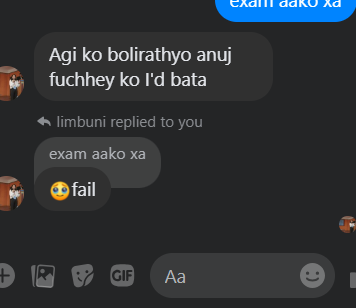 exam aako xa
Agi ko bolirathyo anuj
fuchhey ko I'd bata
limbuni replied to you
exam aako xa
🥹fail
GIF
Aa